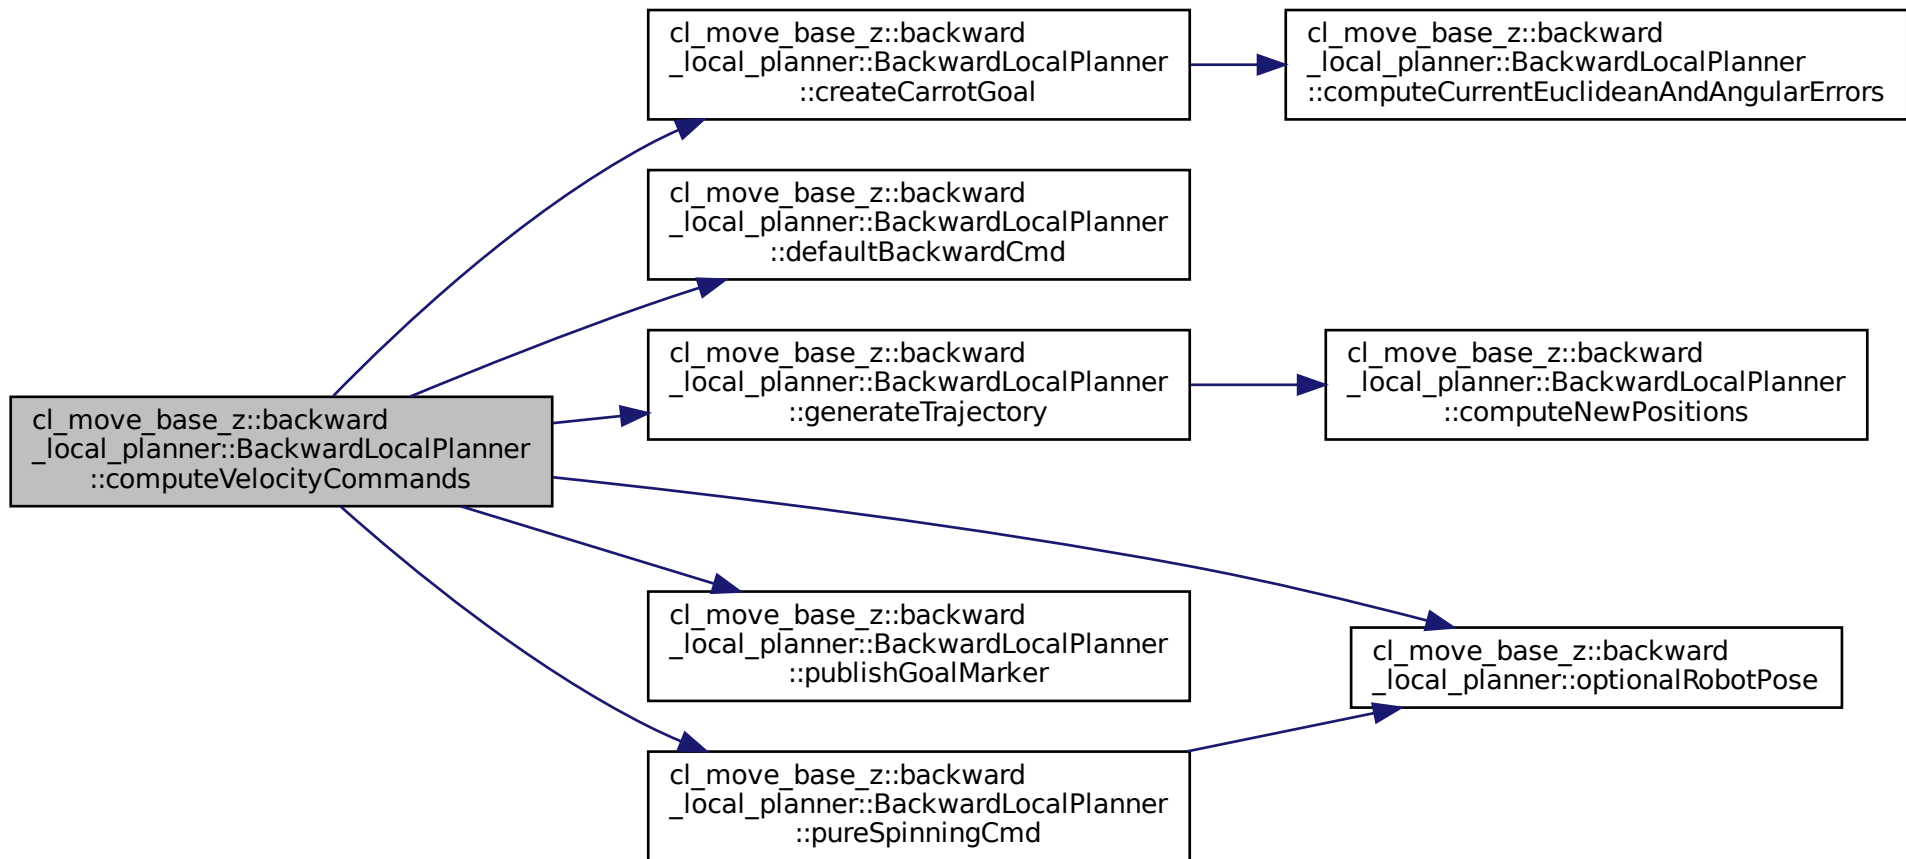 cl_move_base_z::backward
_local_planner::BackwardLocalPlanner
::computeVelocityCommands
cl_move_base_z::backward
_local_planner::BackwardLocalPlanner
::createCarrotGoal
cl_move_base_z::backward
_local_planner::BackwardLocalPlanner
::computeCurrentEuclideanAndAngularErrors
cl_move_base_z::backward
_local_planner::BackwardLocalPlanner
::defaultBackwardCmd
cl_move_base_z::backward
_local_planner::BackwardLocalPlanner
::generateTrajectory
cl_move_base_z::backward
_local_planner::BackwardLocalPlanner
::computeNewPositions
cl_move_base_z::backward
_local_planner::BackwardLocalPlanner
::publishGoalMarker
cl_move_base_z::backward
_local_planner::optionalRobotPose
cl_move_base_z::backward
_local_planner::BackwardLocalPlanner
::pureSpinningCmd